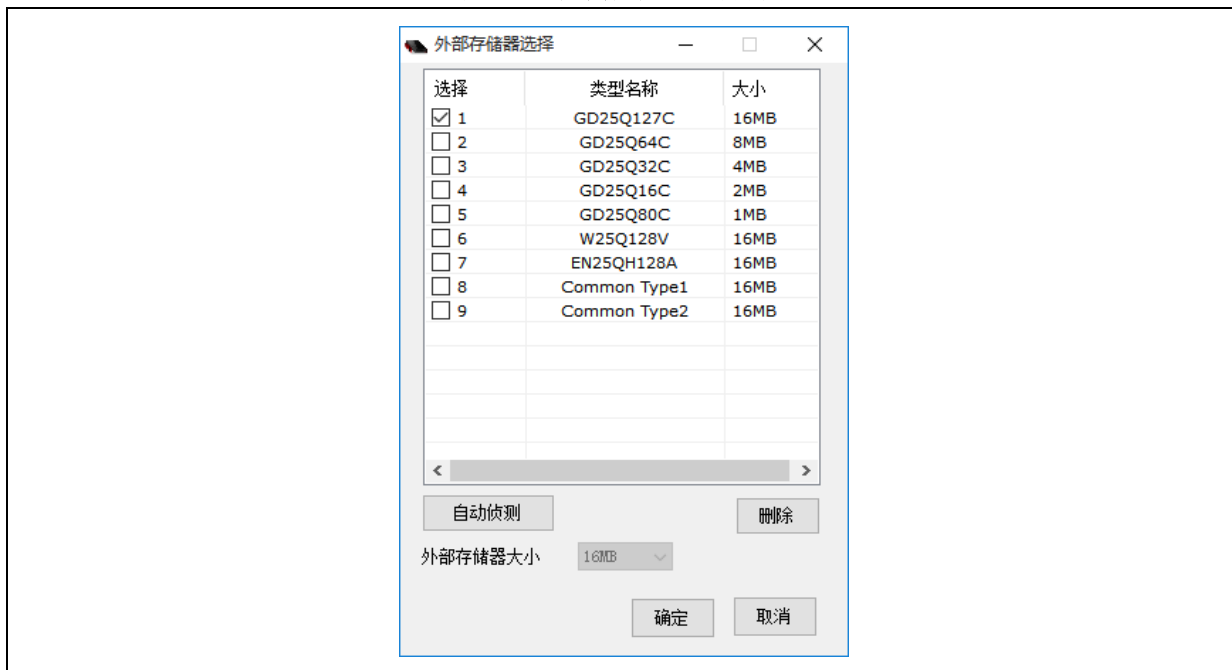 外部存储器选择
选择 类型名称 大小
1 GD25Q127C 16MB
2 GD25Q64C 8MB
3 GD25Q32C 4MB
4 GD25Q16C 2MB
5 GD25Q80C 1MB
6 W25Q128V 16MB
7 EN25QH128A 16MB
8 Common Type1 16MB
9 Common Type2 16MB
自动侦测 删除
外部存储器大小 16MB
确定 取消